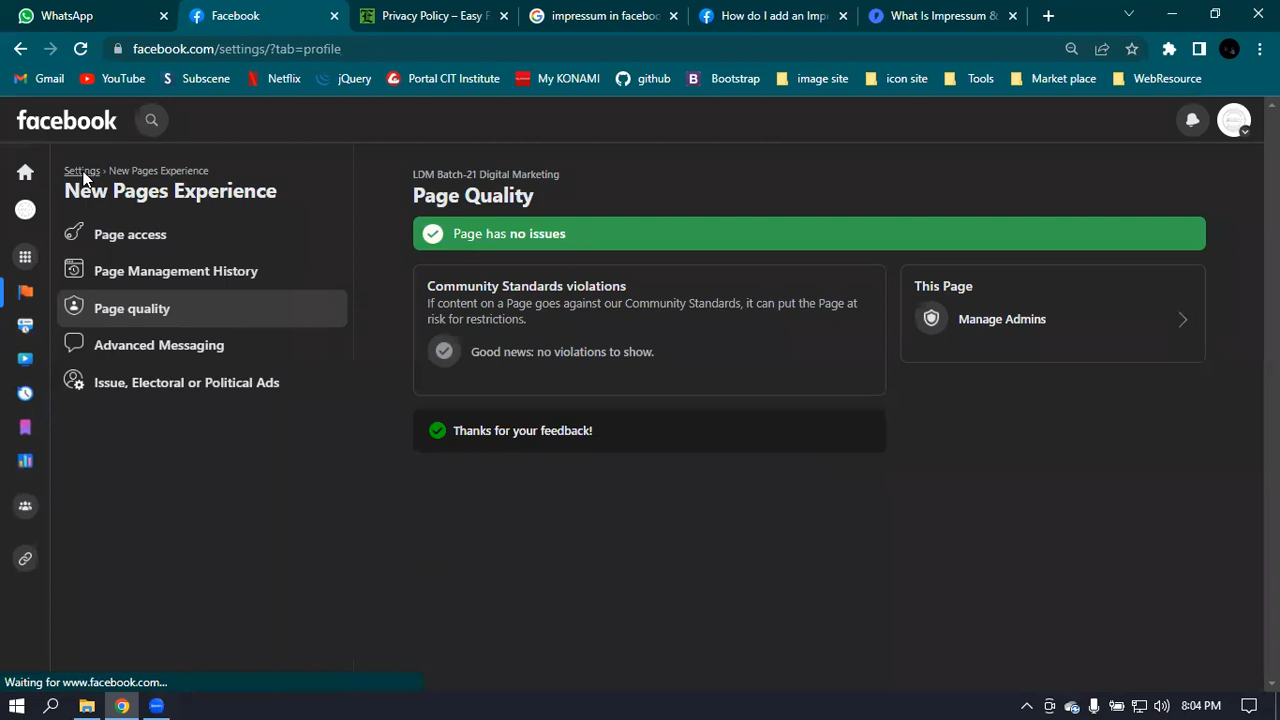 WhatsApp
Facebook
Privacy Policy – Easy F
impressum in facebo
How do I add an Imp
What Is Impressum &
facebook.com/settings/?tab=profile
Gmail
YouTube
Subscene
Netflix
jQuery
Portal CIT Institute
My KONAMI
github
Bootstrap
image site
icon site
Tools
Market place
WebResource
facebook
Settings › New Pages Experience
New Pages Experience
Page access
Page Management History
Page quality
Advanced Messaging
Issue, Electoral or Political Ads
LDM Batch-21 Digital Marketing
Page Quality
Page has no issues
Community Standards violations
If content on a Page goes against our Community Standards, it can put the Page at
risk for restrictions.
Good news: no violations to show.
This Page
Manage Admins
Thanks for your feedback!
Waiting for www.facebook.com...
8:04 PM